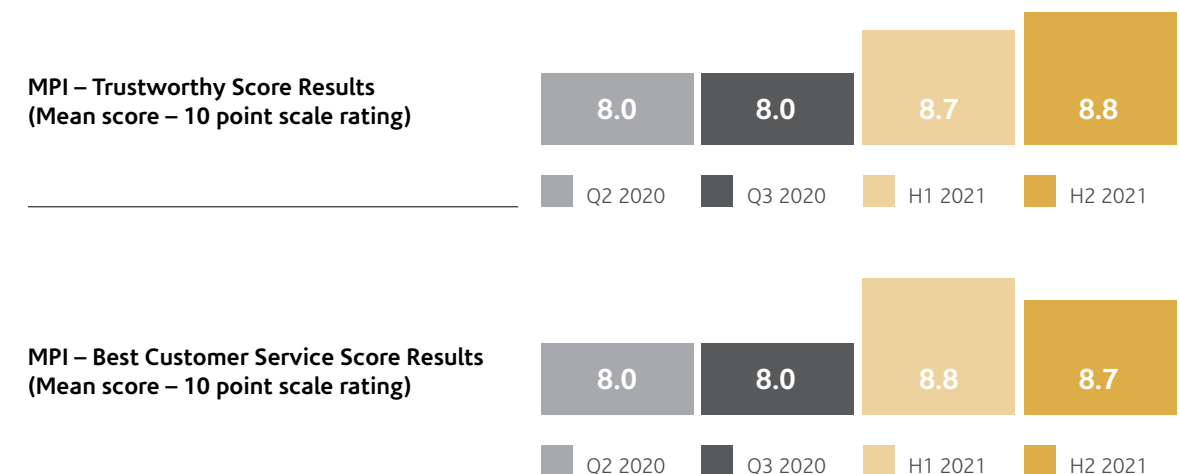 MPI – Trustworthy Score Results
(Mean score – 10 point scale rating)
8.0 8.0 8.7 8.8
Q2 2020 Q3 2020 H1 2021 H2 2021
MPI – Best Customer Service Score Results
(Mean score – 10 point scale rating)
8.0 8.0 8.8 8.7
Q2 2020 Q3 2020 H1 2021 H2 2021